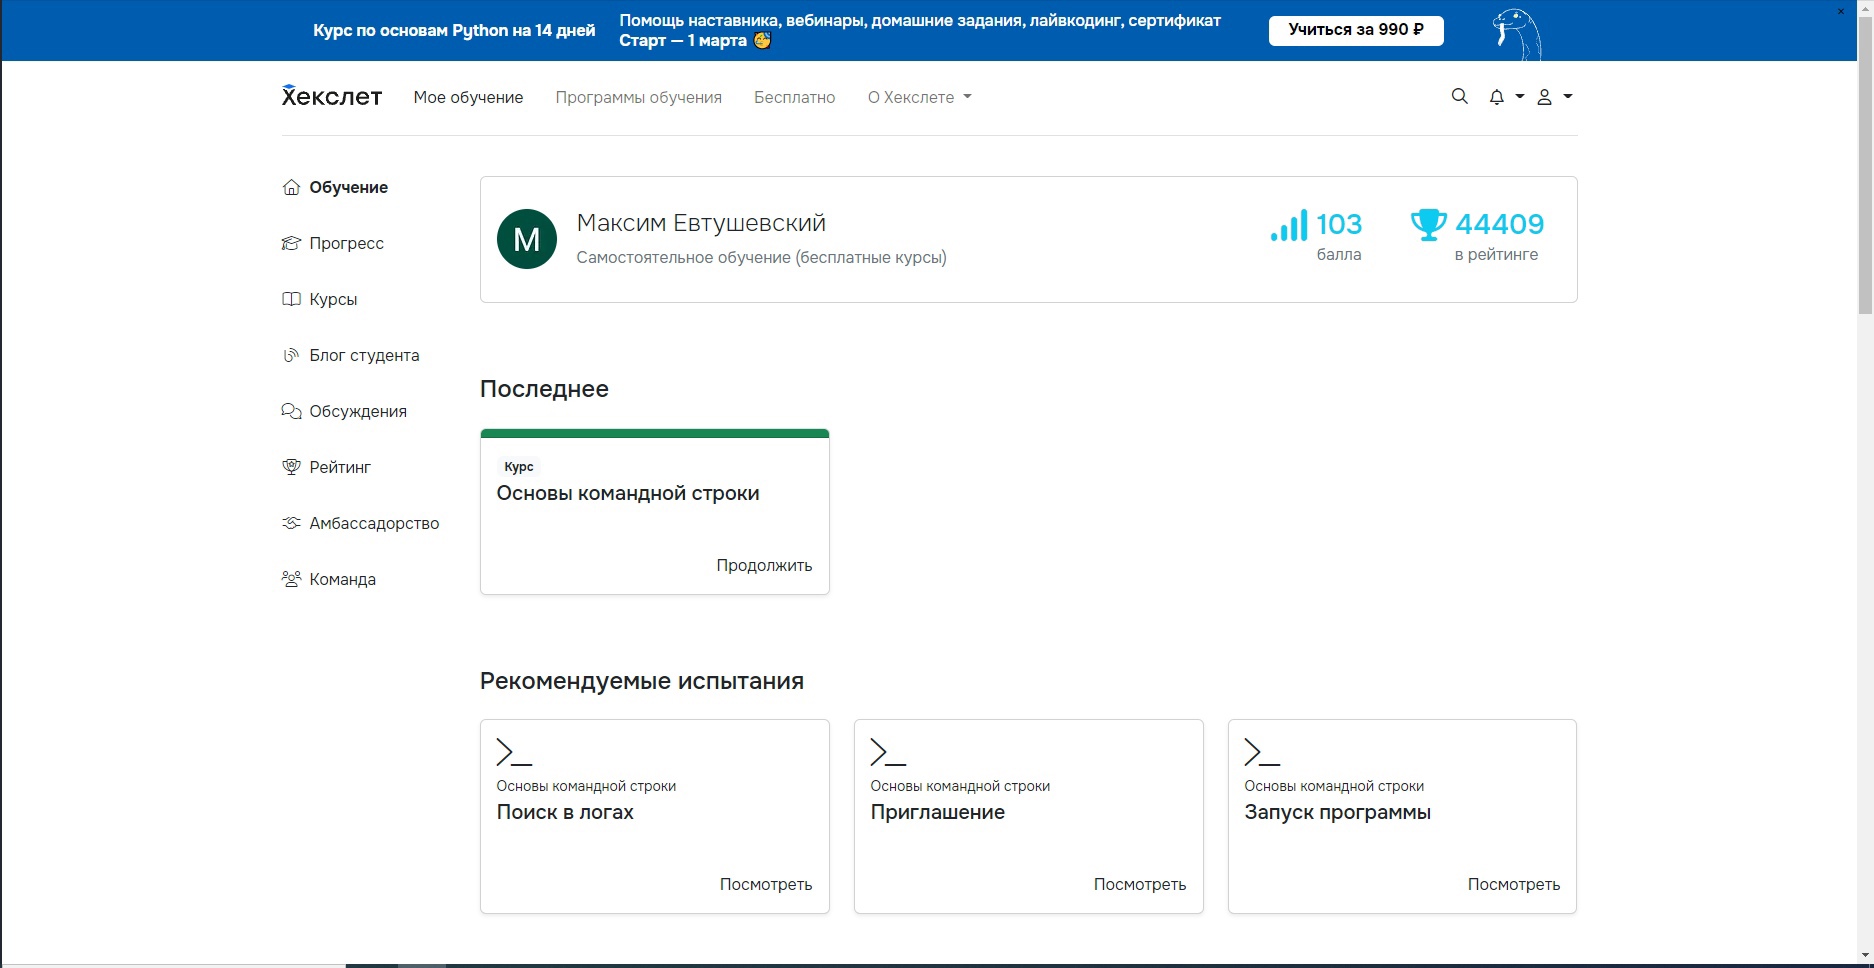 Курс по основам Python на 14 дней
Помощь наставника, вебинары, домашние задания, лайвкодинг, сертификат
Старт — 1 марта
Учиться за 990 ₽
Хекслет
Мое обучение
Программы обучения
Бесплатно
О Хекслете
Обучение
Прогресс
Курсы
Блог студента
Обсуждения
Рейтинг
Амбассадорство
Команда
М
Максим Евтушевский
Самостоятельное обучение (бесплатные курсы)
103
балла
44409
в рейтинге
Последнее
Курс
Основы командной строки
Продолжить
Рекомендуемые испытания
Основы командной строки
Поиск в логах
Посмотреть
Основы командной строки
Приглашение
Посмотреть
Основы командной строки
Запуск программы
Посмотреть